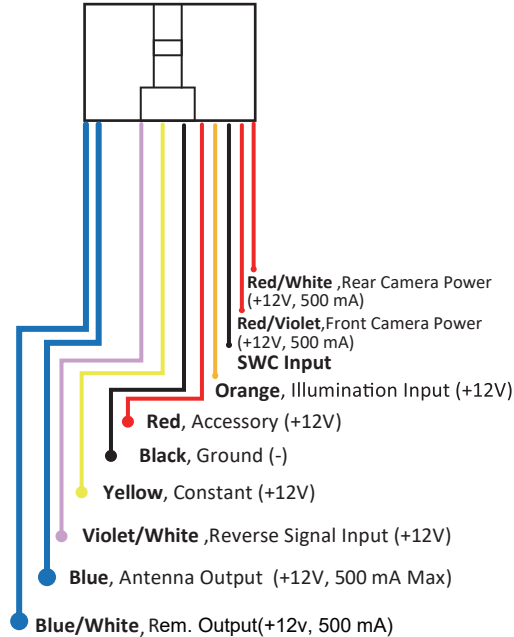 Red/White ,Rear Camera Power
(+12V, 500 mA)
Red/Violet,Front Camera Power
(+12V, 500 mA)
SWC Input
Orange, Illumination Input (+12V)
Red, Accessory (+12V)
Black, Ground (-)
Yellow, Constant (+12V)
Violet/White ,Reverse Signal Input (+12V)
Blue, Antenna Output (+12V, 500 mA Max)
Blue/White, Rem. Output(+12v, 500 mA)